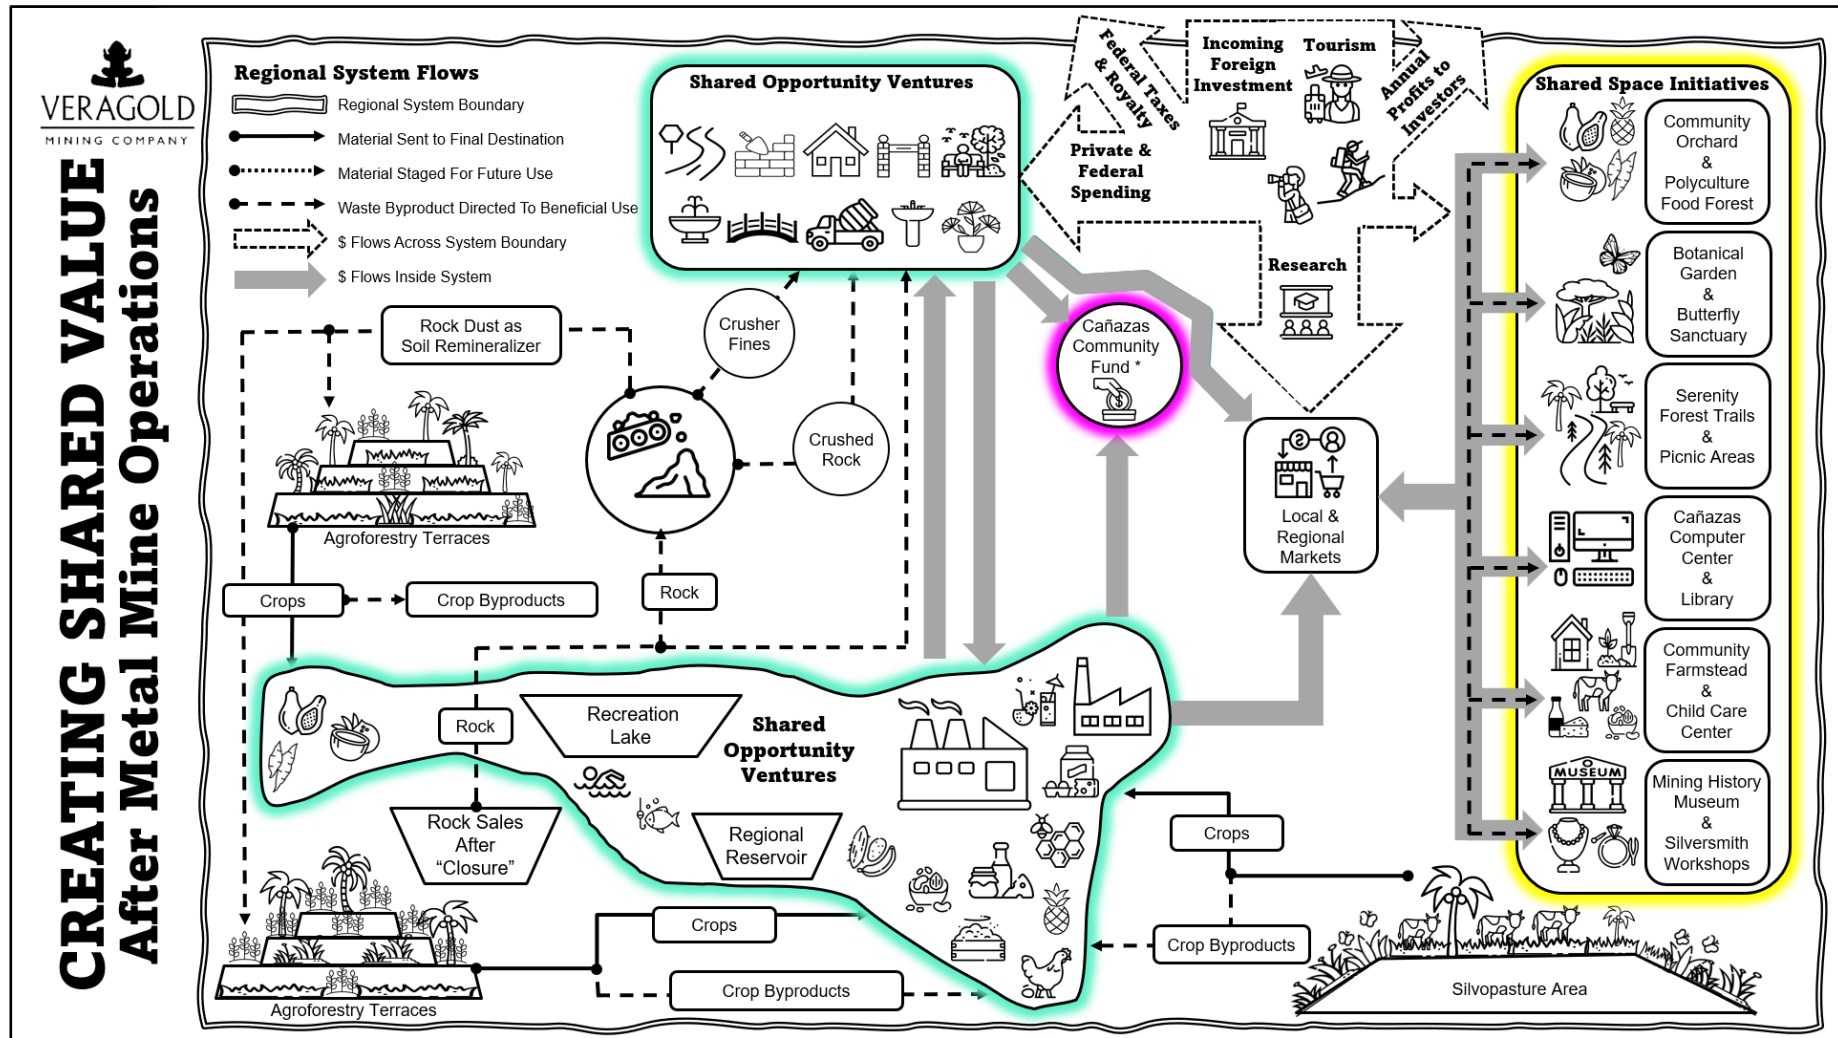 VERAGOLD
MINING COMPANY
CREATING SHARED VALUE
After Metal Mine Operations
Regional System Flows
Regional System Boundary
Material Sent to Final Destination
Material Staged For Future Use
Waste Byproduct Directed To Beneficial Use
$ Flows Across System Boundary
$ Flows Inside System
Shared Opportunity Ventures
Federal Taxes
& Royalty
Incoming
Foreign
Investment
Tourism
Annual
Profits to
Investors
Private &
Federal
Spending
Research
Shared Space Initiatives
Community
Orchard
&
Polyculture
Food Forest
Botanical
Garden
&
Butterfly
Sanctuary
Serenity
Forest Trails
&
Picnic Areas
Cañazas
Computer
Center
&
Library
Community
Farmstead
&
Child Care
Center
MUSEUM
Mining History
Museum
&
Silversmith
Workshops
Rock Dust as
Soil Remineralizer
Crusher
Fines
Crushed
Rock
Cañazas
Community
Fund *
$
Local &
Regional
Markets
Agroforestry Terraces
Crops
Crop Byproducts
Rock
Rock
Recreation
Lake
Shared
Opportunity
Ventures
Rock Sales
After
“Closure”
Regional
Reservoir
Crops
Crop Byproducts
Crops
Crop Byproducts
Agroforestry Terraces
Silvopasture Area